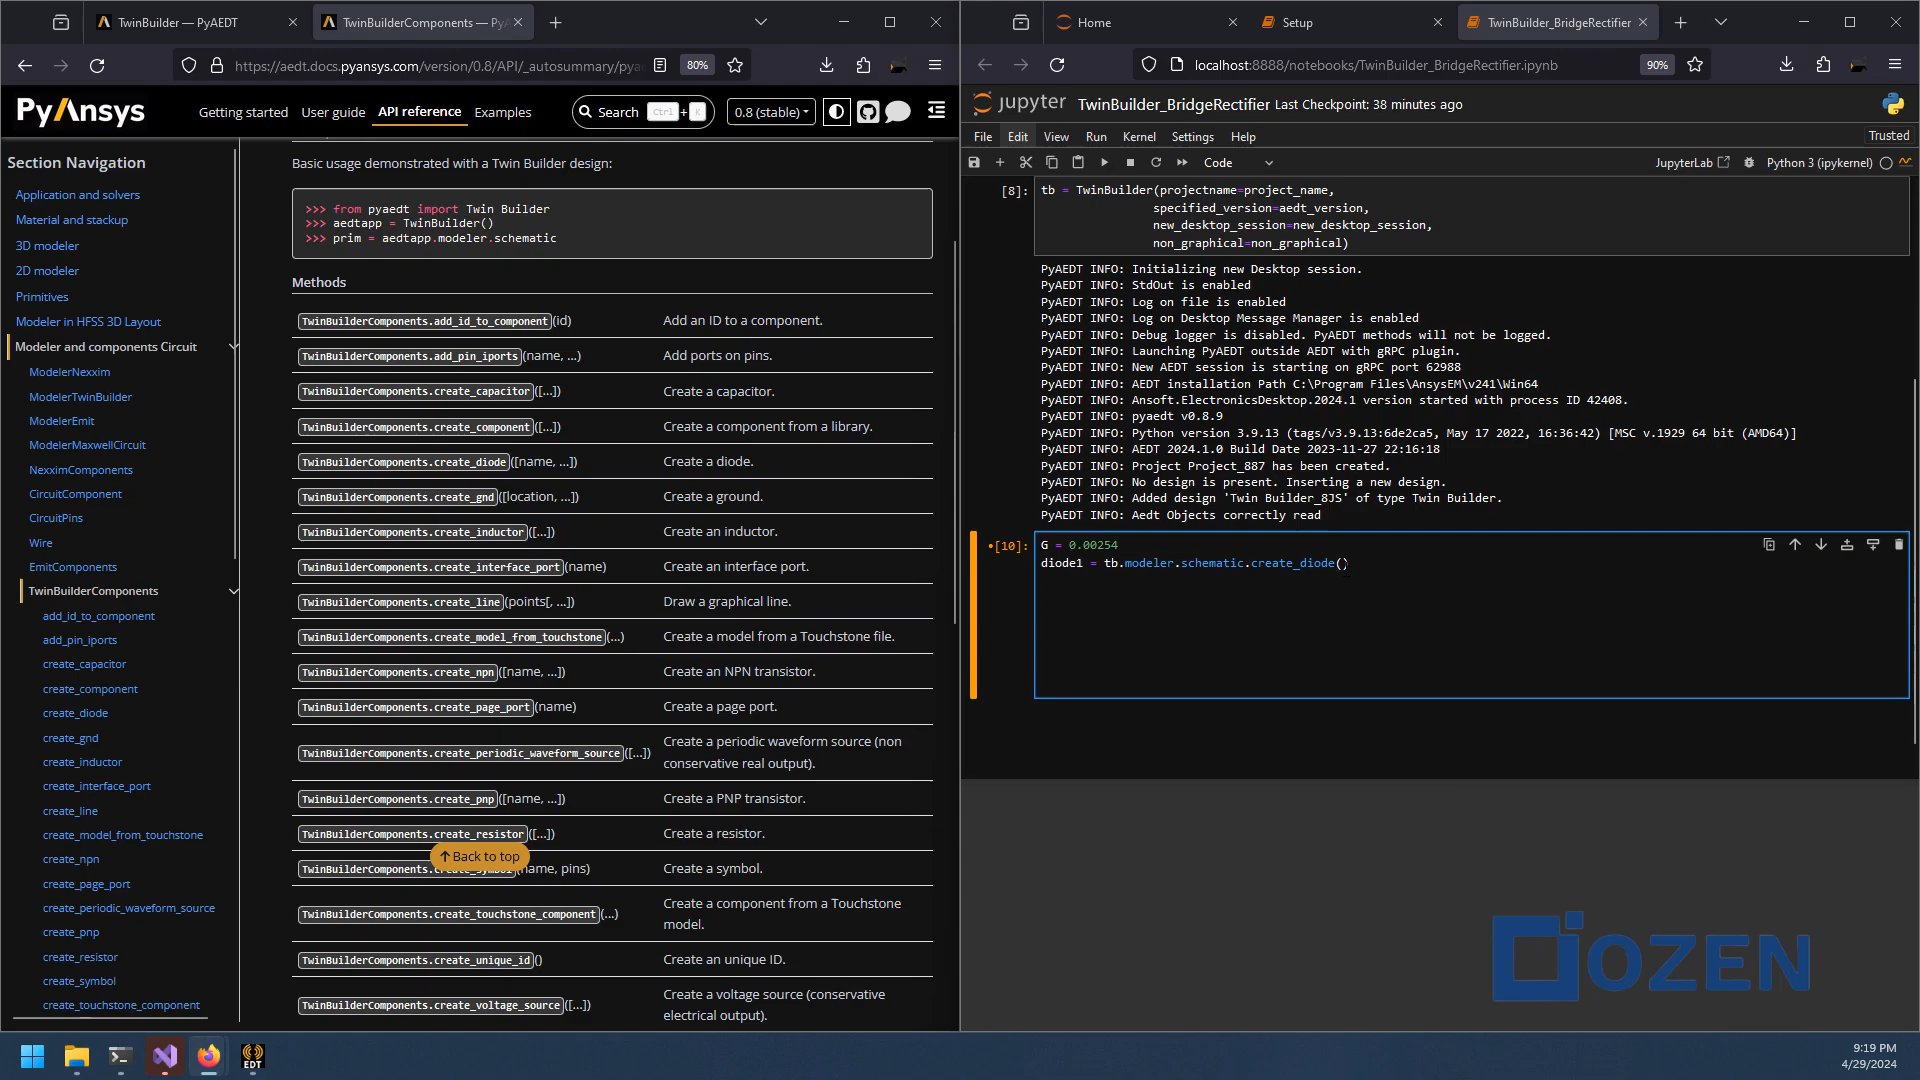 TwinBuilder — PyAEDT
TwinBuilderComponents — Py
https://aedt.docs.pyansys.com/version/0.8/API/_autosummary/pya
80%
PyAnsys
Getting started
User guide
API reference
Examples
Search
Ctrl + K
0.8 (stable)
Section Navigation
Application and solvers
Material and stackup
3D modeler
2D modeler
Primitives
Modeler in HFSS 3D Layout
Modeler and components Circuit
ModelerNexxim
ModelerTwinBuilder
ModelerEmit
ModelerMaxwellCircuit
NexximComponents
CircuitComponent
CircuitPins
Wire
EmitComponents
TwinBuilderComponents
add_id_to_component
add_pin_iports
create_capacitor
create_component
create_diode
create_gnd
create_inductor
create_interface_port
create_line
create_model_from_touchstone
create_npn
create_page_port
create_periodic_waveform_source
create_pnp
create_resistor
create_symbol
create_touchstone_component
Basic usage demonstrated with a Twin Builder design:
>>> from pyaedt import Twin Builder
>>> aedtapp = TwinBuilder()
>>> prim = aedtapp.modeler.schematic
Methods
TwinBuilderComponents.add_id_to_component(id) Add an ID to a component.
TwinBuilderComponents.add_pin_iports(name, ...) Add ports on pins.
TwinBuilderComponents.create_capacitor([...]) Create a capacitor.
TwinBuilderComponents.create_component([...]) Create a component from a library.
TwinBuilderComponents.create_diode([name, ...]) Create a diode.
TwinBuilderComponents.create_gnd([location, ...]) Create a ground.
TwinBuilderComponents.create_inductor([...]) Create an inductor.
TwinBuilderComponents.create_interface_port(name) Create an interface port.
TwinBuilderComponents.create_line(points[, ...]) Draw a graphical line.
TwinBuilderComponents.create_model_from_touchstone(...) Create a model from a Touchstone file.
TwinBuilderComponents.create_npn([name, ...]) Create an NPN transistor.
TwinBuilderComponents.create_page_port(name) Create a page port.
TwinBuilderComponents.create_periodic_waveform_source([...]) Create a periodic waveform source (non
conservative real output).
TwinBuilderComponents.create_pnp([name, ...]) Create a PNP transistor.
TwinBuilderComponents.create_resistor([...]) Create a resistor.
Back to top
TwinBuilderComponents.create_symbol(name, pins) Create a symbol.
TwinBuilderComponents.create_touchstone_component(...) Create a component from a Touchstone
model.
TwinBuilderComponents.create_unique_id() Create an unique ID.
TwinBuilderComponents.create_voltage_source([...]) Create a voltage source (conservative
electrical output).
Home
Setup
TwinBuilder_BridgeRectifier
localhost:8888/notebooks/TwinBuilder_BridgeRectifier.ipynb
90%
jupyter TwinBuilder_BridgeRectifier Last Checkpoint: 38 minutes ago
File Edit View Run Kernel Settings Help
Trusted
Code
JupyterLab
Python 3 (ipykernel)
[8]: tb = TwinBuilder(projectname=project_name,
specified_version=aedt_version,
new_desktop_session=new_desktop_session,
non_graphical=non_graphical)
PyAEDT INFO: Initializing new Desktop session.
PyAEDT INFO: StdOut is enabled
PyAEDT INFO: Log on file is enabled
PyAEDT INFO: Log on Desktop Message Manager is enabled
PyAEDT INFO: Debug logger is disabled. PyAEDT methods will not be logged.
PyAEDT INFO: Launching PyAEDT outside AEDT with gRPC plugin.
PyAEDT INFO: New AEDT session is starting on gRPC port 62988
PyAEDT INFO: AEDT installation Path C:\Program Files\AnsysEM\v241\Win64
PyAEDT INFO: Ansoft.ElectronicsDesktop.2024.1 version started with process ID 42408.
PyAEDT INFO: pyaedt v0.8.9
PyAEDT INFO: Python version 3.9.13 (tags/v3.9.13:6de2ca5, May 17 2022, 16:36:42) [MSC v.1929 64 bit (AMD64)]
PyAEDT INFO: AEDT 2024.1.0 Build Date 2023-11-27 22:16:18
PyAEDT INFO: Project Project_887 has been created.
PyAEDT INFO: No design is present. Inserting a new design.
PyAEDT INFO: Added design 'Twin Builder_8JS' of type Twin Builder.
PyAEDT INFO: Aedt Objects correctly read
•[10]: G = 0.00254
diode1 = tb.modeler.schematic.create_diode()
OZEN
EDT
9:19 PM
4/29/2024